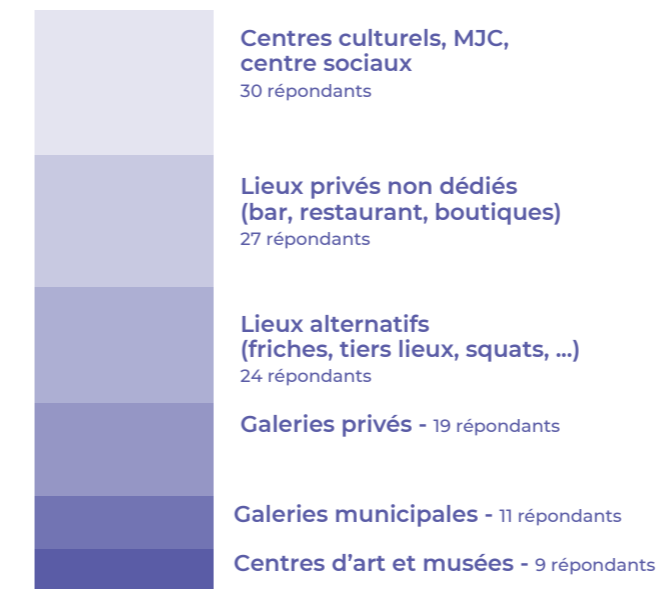 Centres culturels, MJC,
centre sociaux
30 répondants
Lieux privés non dédiés
(bar, restaurant, boutiques)
27 répondants
Lieux alternatifs
(friches, tiers lieux, squats, ...)
24 répondants
Galeries privés - 19 répondants
Galeries municipales - 11 répondants
Centres d'art et musées - 9 répondants